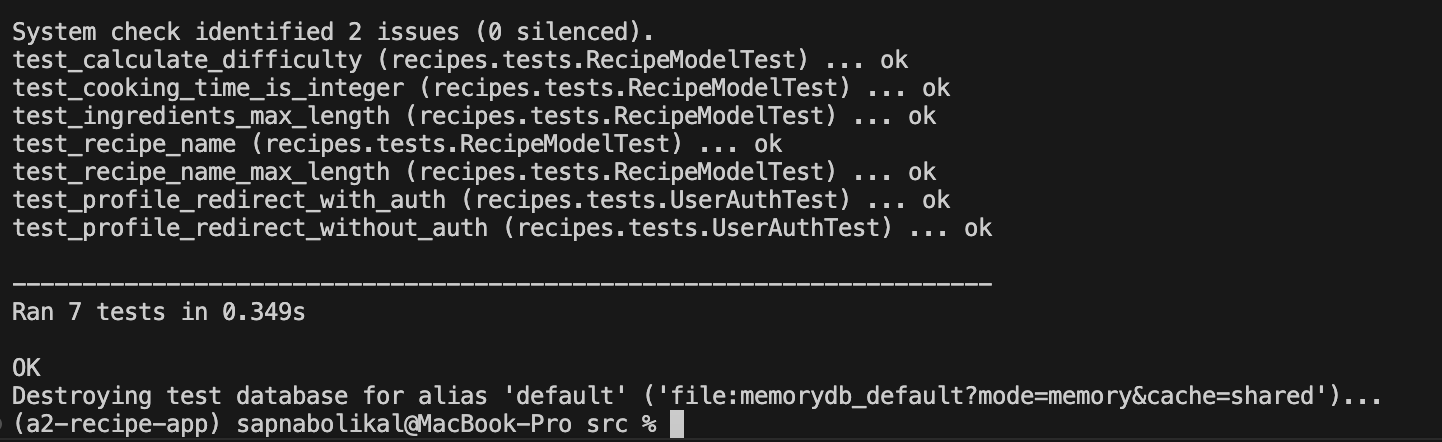 System check identified 2 issues (0 silenced).
test_calculate_difficulty (recipes.tests.RecipeModelTest) ... ok
test_cooking_time_is_integer (recipes.tests.RecipeModelTest) ... ok
test_ingredients_max_length (recipes.tests.RecipeModelTest) ... ok
test_recipe_name (recipes.tests.RecipeModelTest) ... ok
test_recipe_name_max_length (recipes.tests.RecipeModelTest) ... ok
test_profile_redirect_with_auth (recipes.tests.UserAuthTest) ... ok
test_profile_redirect_without_auth (recipes.tests.UserAuthTest) ... ok
----------------------------------------------------------------------
Ran 7 tests in 0.349s
OK
Destroying test database for alias 'default' ('file:memorydb_default?mode=memory&cache=shared')...
(a2-recipe-app) sapnabolikal@MacBook-Pro src %